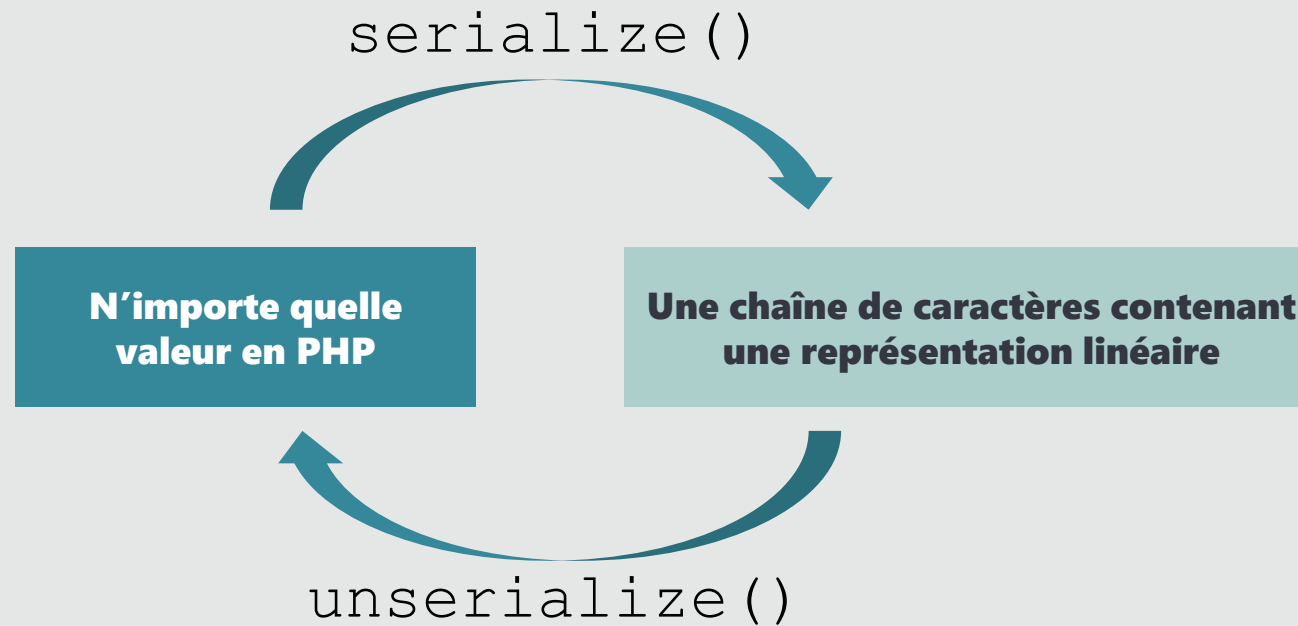 serialize()
N’importe quelle
valeur en PHP
Une chaîne de caractères contenant
une représentation linéaire
unserialize()